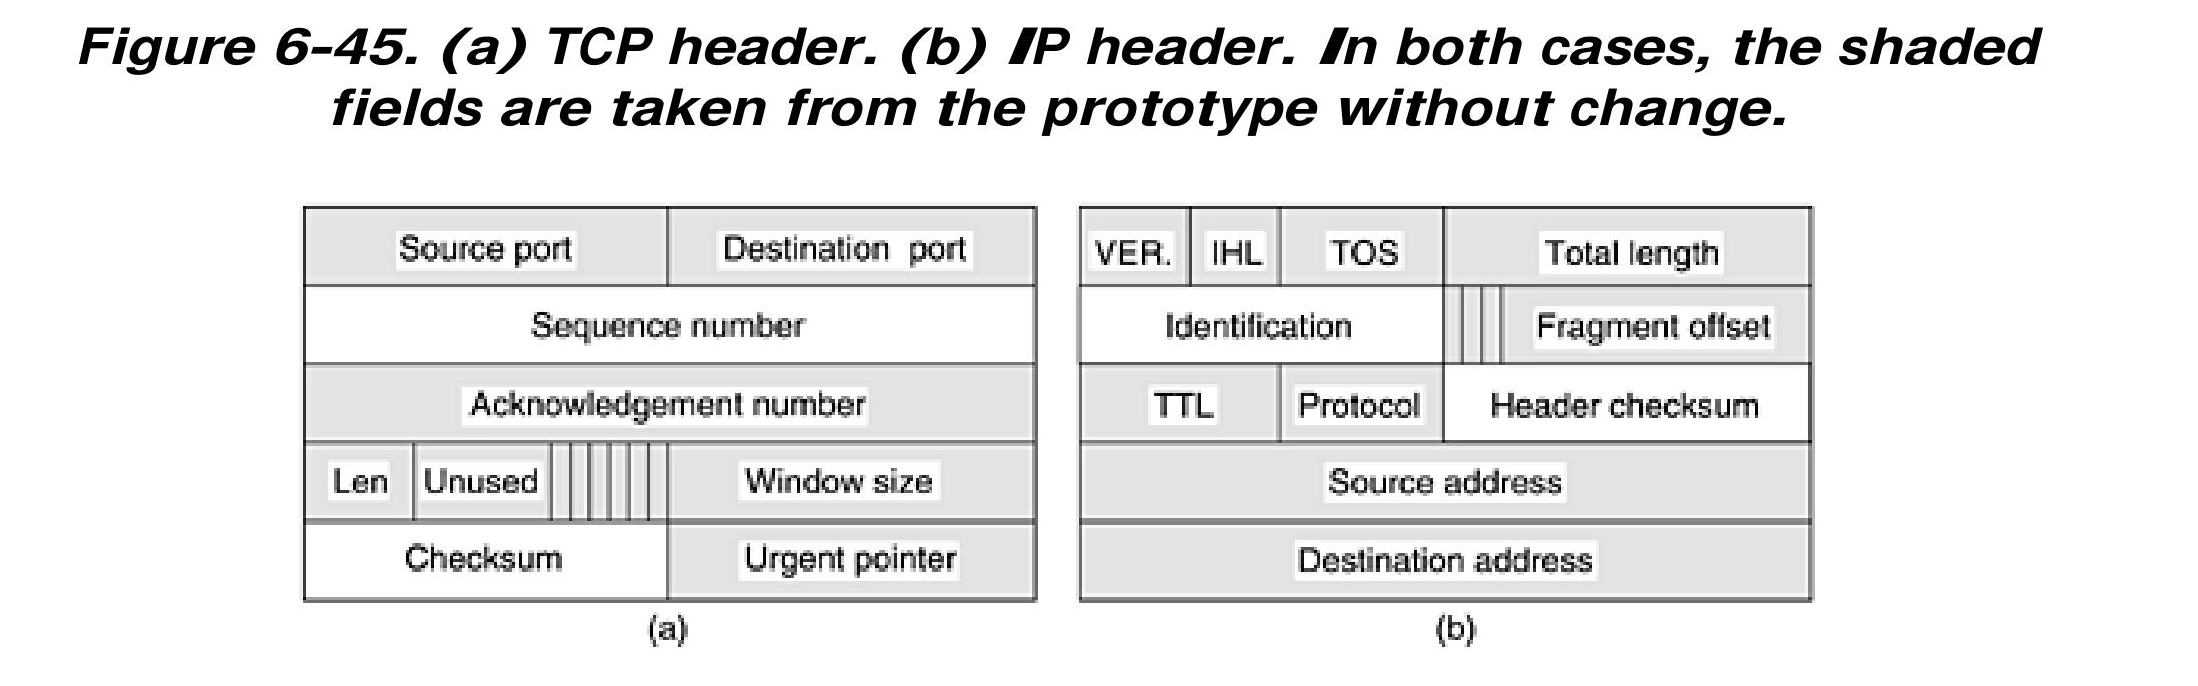 Figure 6-45. (a) TCP header. (b) IP header. In both cases, the shaded
fields are taken from the prototype without change.
Source port Destination port
Sequence number
Acknowledgement number
Len Unused Window size
Checksum Urgent pointer
(a)
VER. IHL TOS Total length
Identification Fragment offset
TTL Protocol Header checksum
Source address
Destination address
(b)